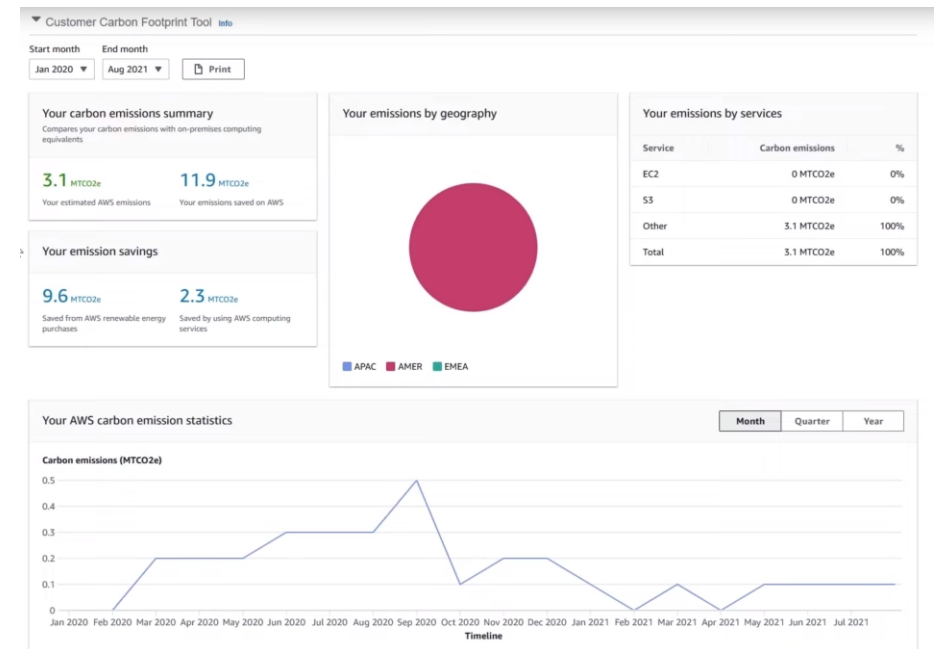 Customer Carbon Footprint Tool Info
Start month End month
Jan 2020 Aug 2021 Print
Your carbon emissions summary
Compares your carbon emissions with on-premises computing
equivalents
3.1 MTCO2e 11.9 MTCO2e
Your estimated AWS emissions Your emissions saved on AWS
Your emission savings
9.6 MTCO2e 2.3 MTCO2e
Saved from AWS renewable energy Saved by using AWS computing
purchases services
Your emissions by geography
APAC AMER EMEA
Your emissions by services
Service Carbon emissions %
EC2 0 MTCO2e 0%
S3 0 MTCO2e 0%
Other 3.1 MTCO2e 100%
Total 3.1 MTCO2e 100%
Your AWS carbon emission statistics
Month Quarter Year
Carbon emissions (MTCO2e)
0.5
0.4
0.3
0.2
0.1
0
Jan 2020 Feb 2020 Mar 2020 Apr 2020 May 2020 Jun 2020 Jul 2020 Aug 2020 Sep 2020 Oct 2020 Nov 2020 Dec 2020 Jan 2021 Feb 2021 Mar 2021 Apr 2021 May 2021 Jun 2021 Jul 2021
Timeline